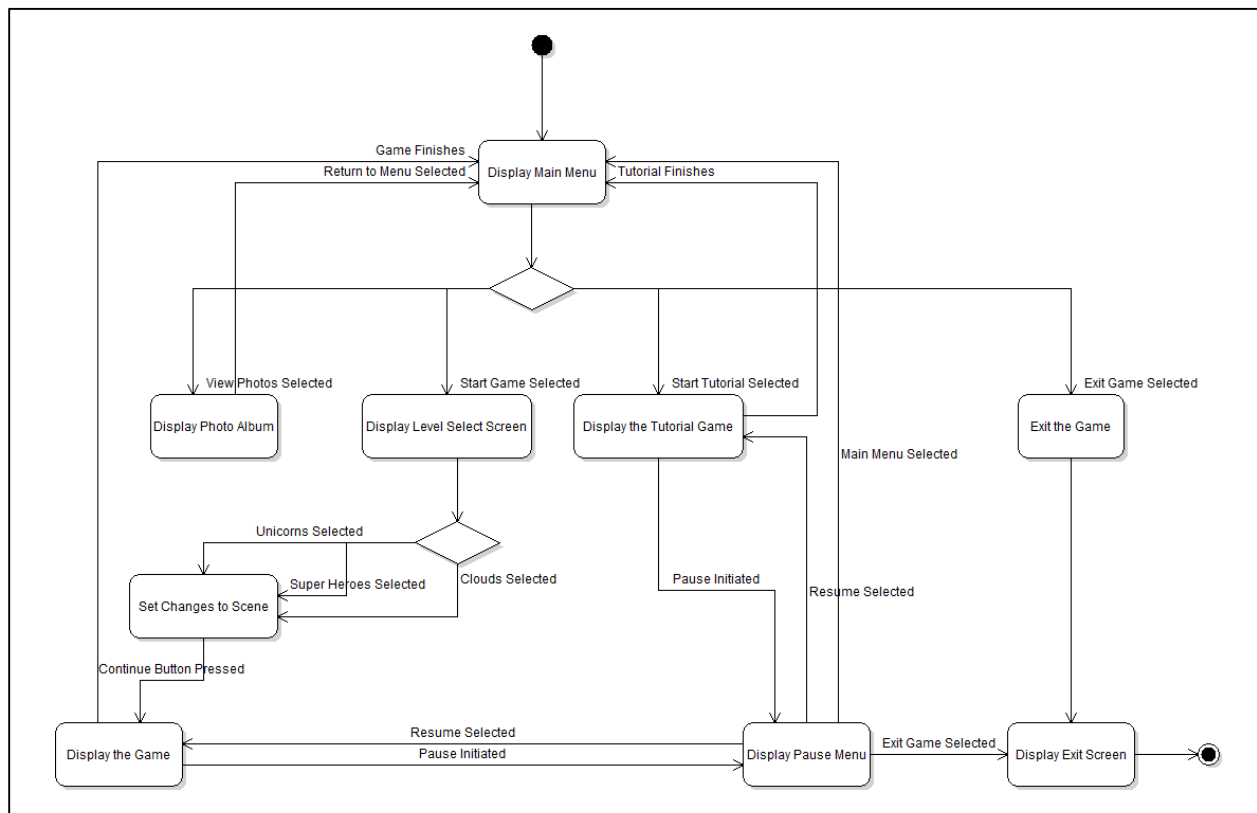 Game Finishes
Display Main Menu
Return to Menu Selected
Tutorial Finishes
View Photos Selected
Start Game Selected
Start Tutorial Selected
Exit Game Selected
Display Photo Album
Display Level Select Screen
Display the Tutorial Game
Exit the Game
Main Menu Selected
Unicorns Selected
Super Heroes Selected
Clouds Selected
Pause Initiated
Resume Selected
Set Changes to Scene
Continue Button Pressed
Display the Game
Resume Selected
Pause Initiated
Display Pause Menu
Exit Game Selected
Display Exit Screen